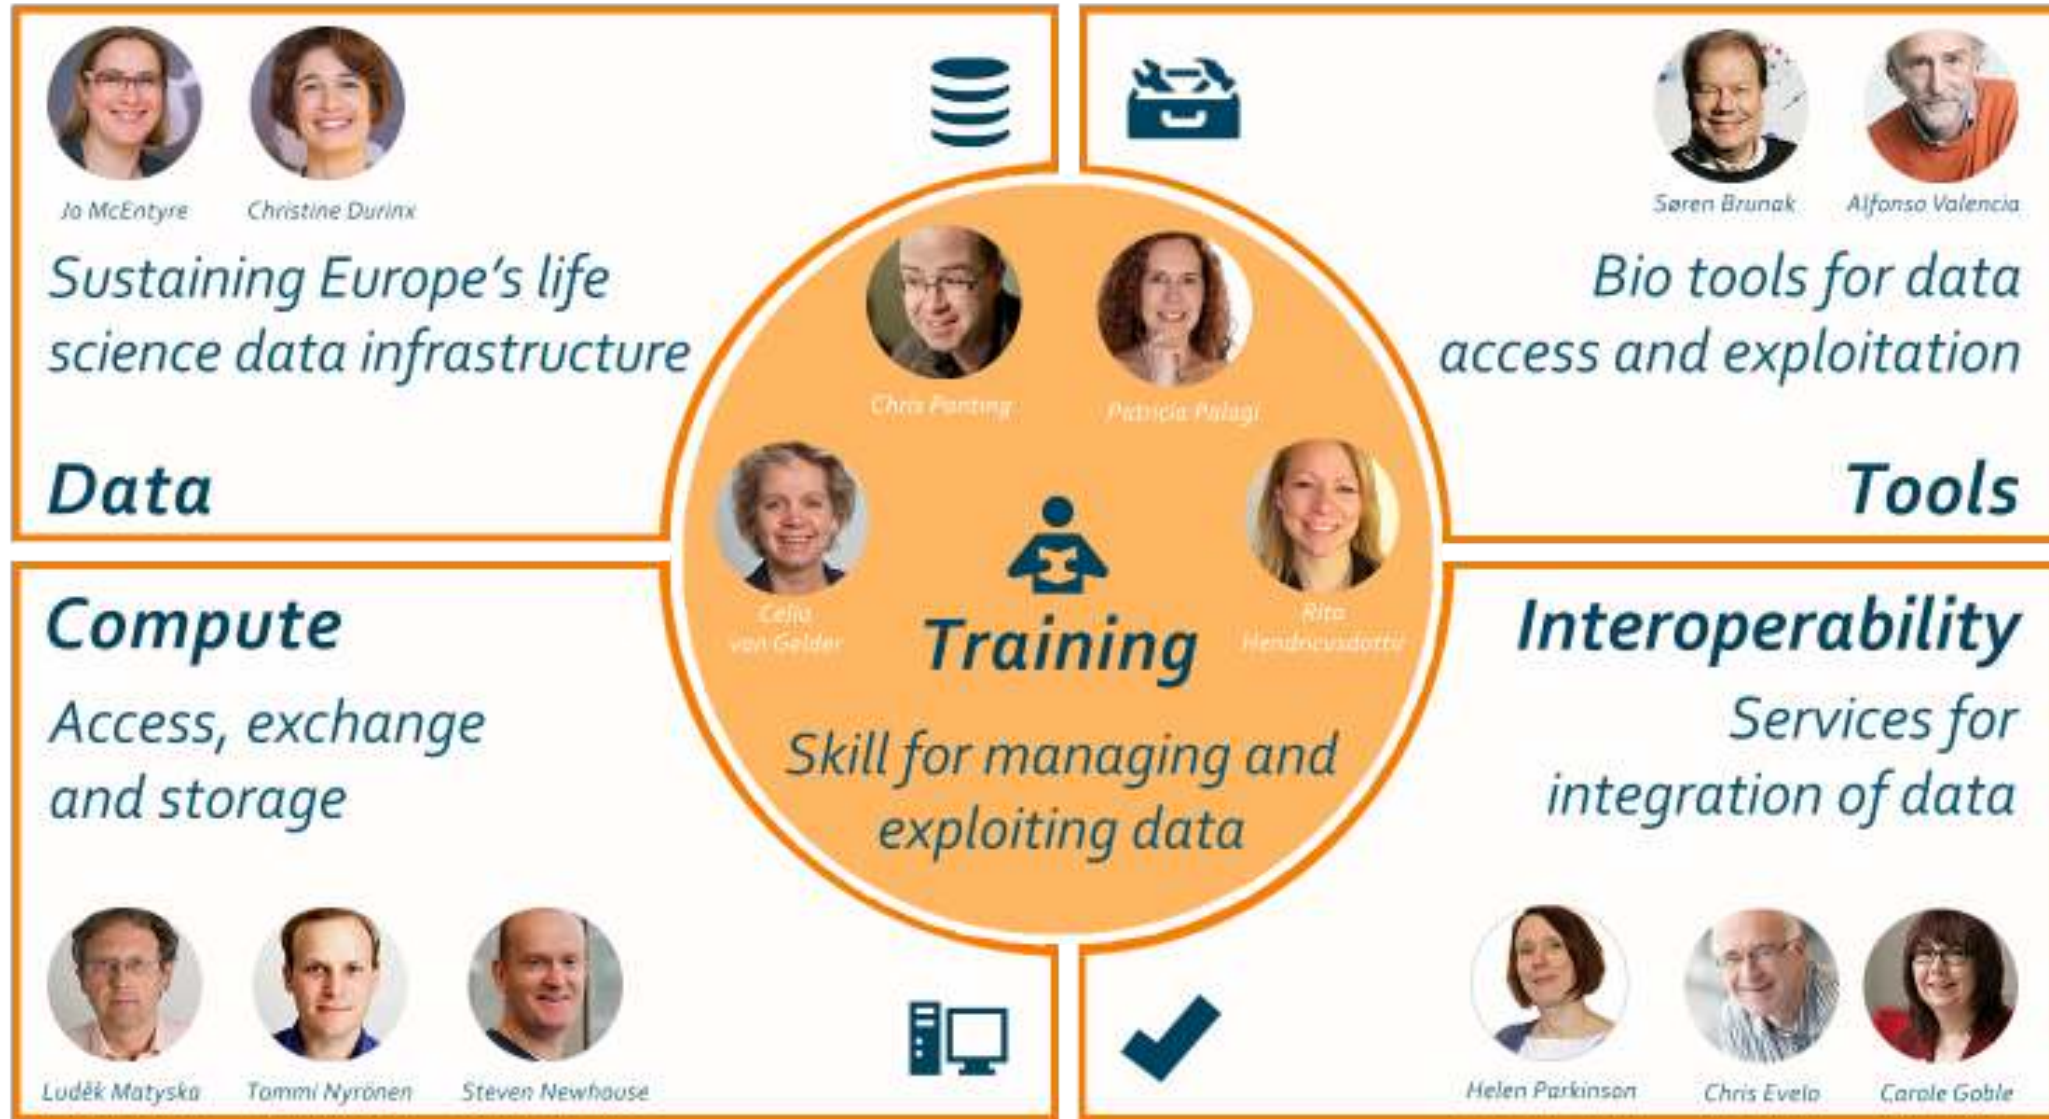 Jo McEntyre
Christine Durinx
Sustaining Europe's life
science data infrastructure
Data
Søren Brunak
Alfonso Valencia
Bio tools for data
access and exploitation
Tools
Chris Ponting
Patricia Palagi
Celia
van Gelder
Rita
Hendricusdottir
Training
Skill for managing and
exploiting data
Compute
Access, exchange
and storage
Luděk Matyska
Tommi Nyrönen
Steven Newhouse
Interoperability
Services for
integration of data
Helen Parkinson
Chris Evelo
Carole Goble